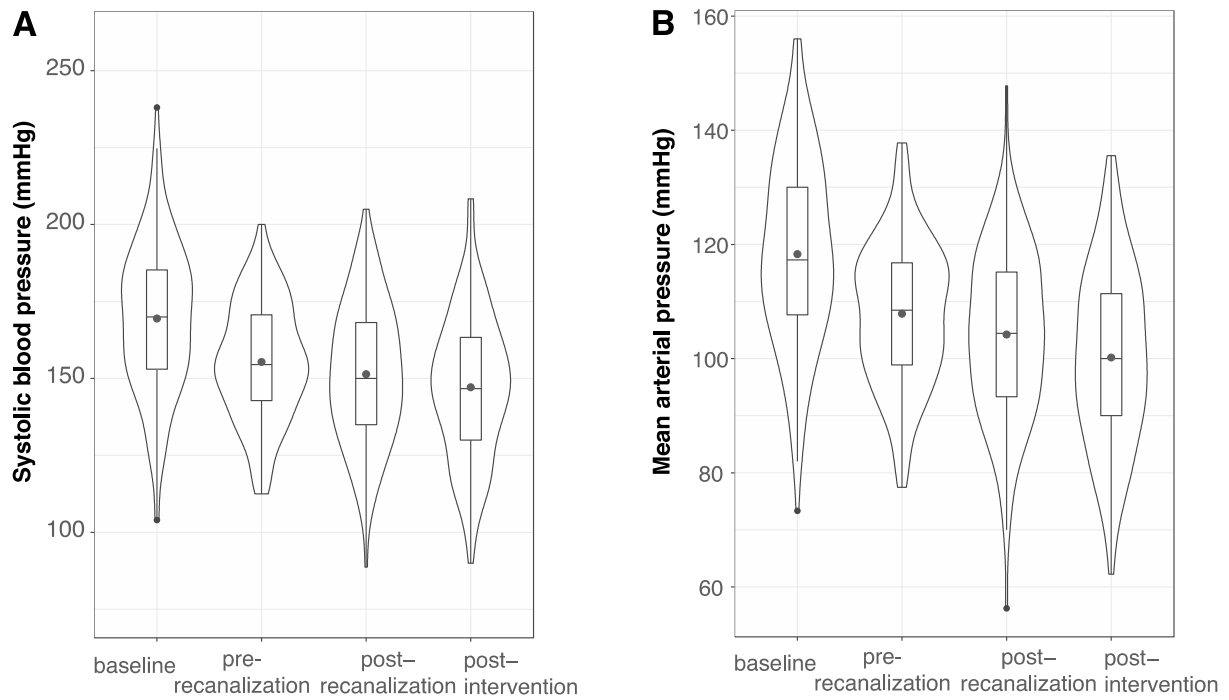 A
Systolic blood pressure (mmHg)
250
200
150
100
baseline
pre-
recanalization
post–
recanalization
post–
intervention
B
Mean arterial pressure (mmHg)
160
140
120
100
80
60
baseline
pre-
recanalization
post–
recanalization
post–
intervention